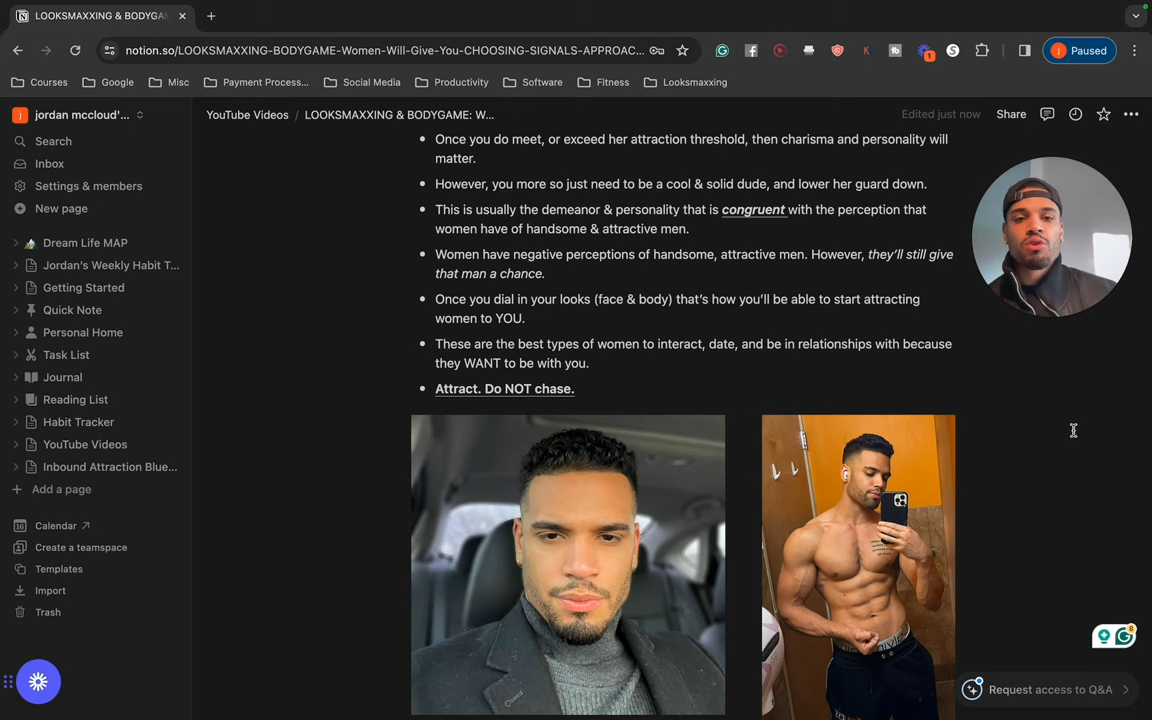 LOOKSMAXXING & BODYGA
notion.so/LOOKSMAXXING-BODYGAME-Women-Will-Give-You-CHOOSING-SIGNALS-APPROAC...
Paused
Courses
Google
Misc
Payment Process...
Social Media
Productivity
Software
Fitness
Looksmaxxing
jordan mccloud'...
YouTube Videos / LOOKSMAXXING & BODYGAME: W...
Edited just now
Share
Search
Inbox
Settings & members
New page
Dream Life MAP
Jordan's Weekly Habit T...
Getting Started
Quick Note
Personal Home
Task List
Journal
Reading List
Habit Tracker
YouTube Videos
Inbound Attraction Blue...
Add a page
Calendar
Create a teamspace
Templates
Import
Trash
Once you do meet, or exceed her attraction threshold, then charisma and personality will
matter.
However, you more so just need to be a cool & solid dude, and lower her guard down.
This is usually the demeanor & personality that is congruent with the perception that
women have of handsome & attractive men.
Women have negative perceptions of handsome, attractive men. However, they'll still give
that man a chance.
Once you dial in your looks (face & body) that's how you'll be able to start attracting
women to YOU.
These are the best types of women to interact, date, and be in relationships with because
they WANT to be with you.
Attract. Do NOT chase.
Request access to Q&A